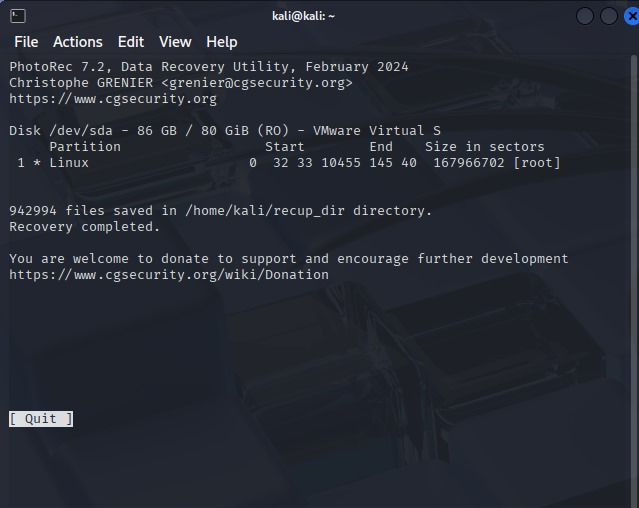 kali@kali: ~
File Actions Edit View Help
PhotoRec 7.2, Data Recovery Utility, February 2024
Christophe GRENIER <grenier@cgsecurity.org>
https://www.cgsecurity.org
Disk /dev/sda - 86 GB / 80 GiB (RO) - VMware Virtual S
Partition Start End Size in sectors
1 * Linux 0 32 33 10455 145 40 167966702 [root]
942994 files saved in /home/kali/recup_dir directory.
Recovery completed.
You are welcome to donate to support and encourage further development
https://www.cgsecurity.org/wiki/Donation
[ Quit ]